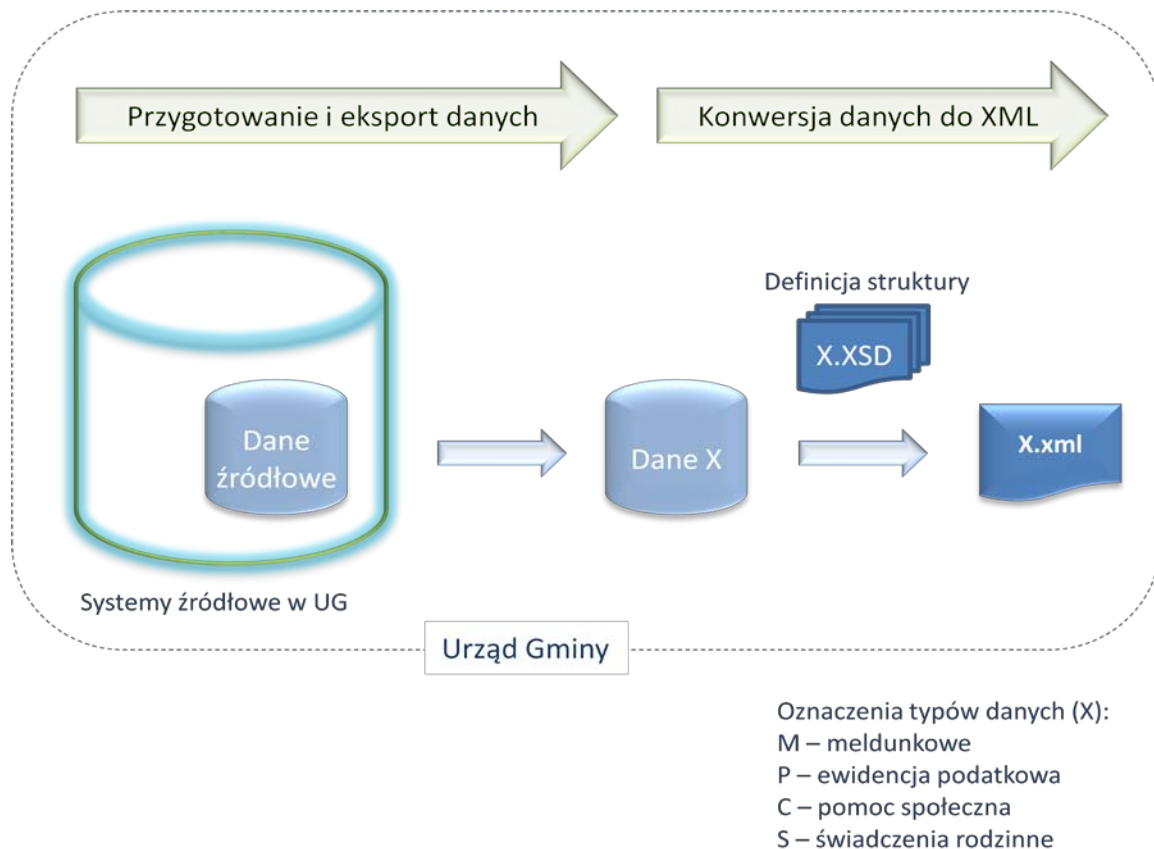 Przygotowanie i eksport danych
Konwersja danych do XML
Definicja struktury
X.XSD
Dane
źródłowe
Dane X
X.xml
Systemy źródłowe w UG
Urząd Gminy
Oznaczenia typów danych (X):
M – meldunkowe
P – ewidencja podatkowa
C – pomoc społeczna
S – świadczenia rodzinne